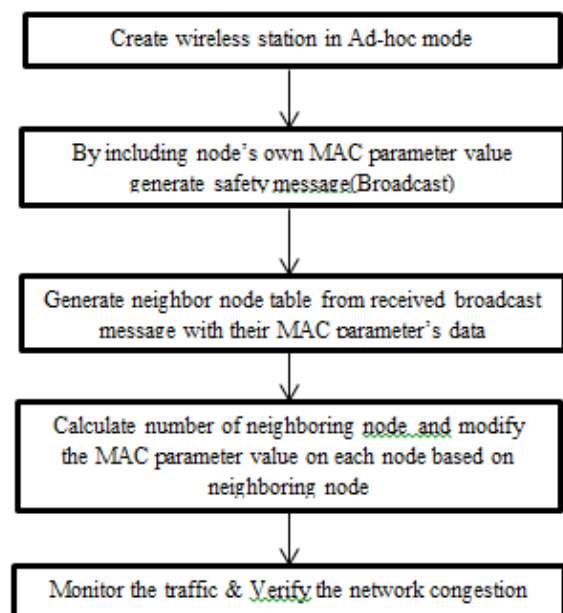 Create wireless station in Ad-hoc mode
By including node's own MAC parameter value
generate safety message(Broadcast)
Generate neighbor node table from received broadcast
message with their MAC parameter's data
Calculate number of neighboring node and modify
the MAC parameter value on each node based on
neighboring node
Monitor the traffic & Verify the network congestion